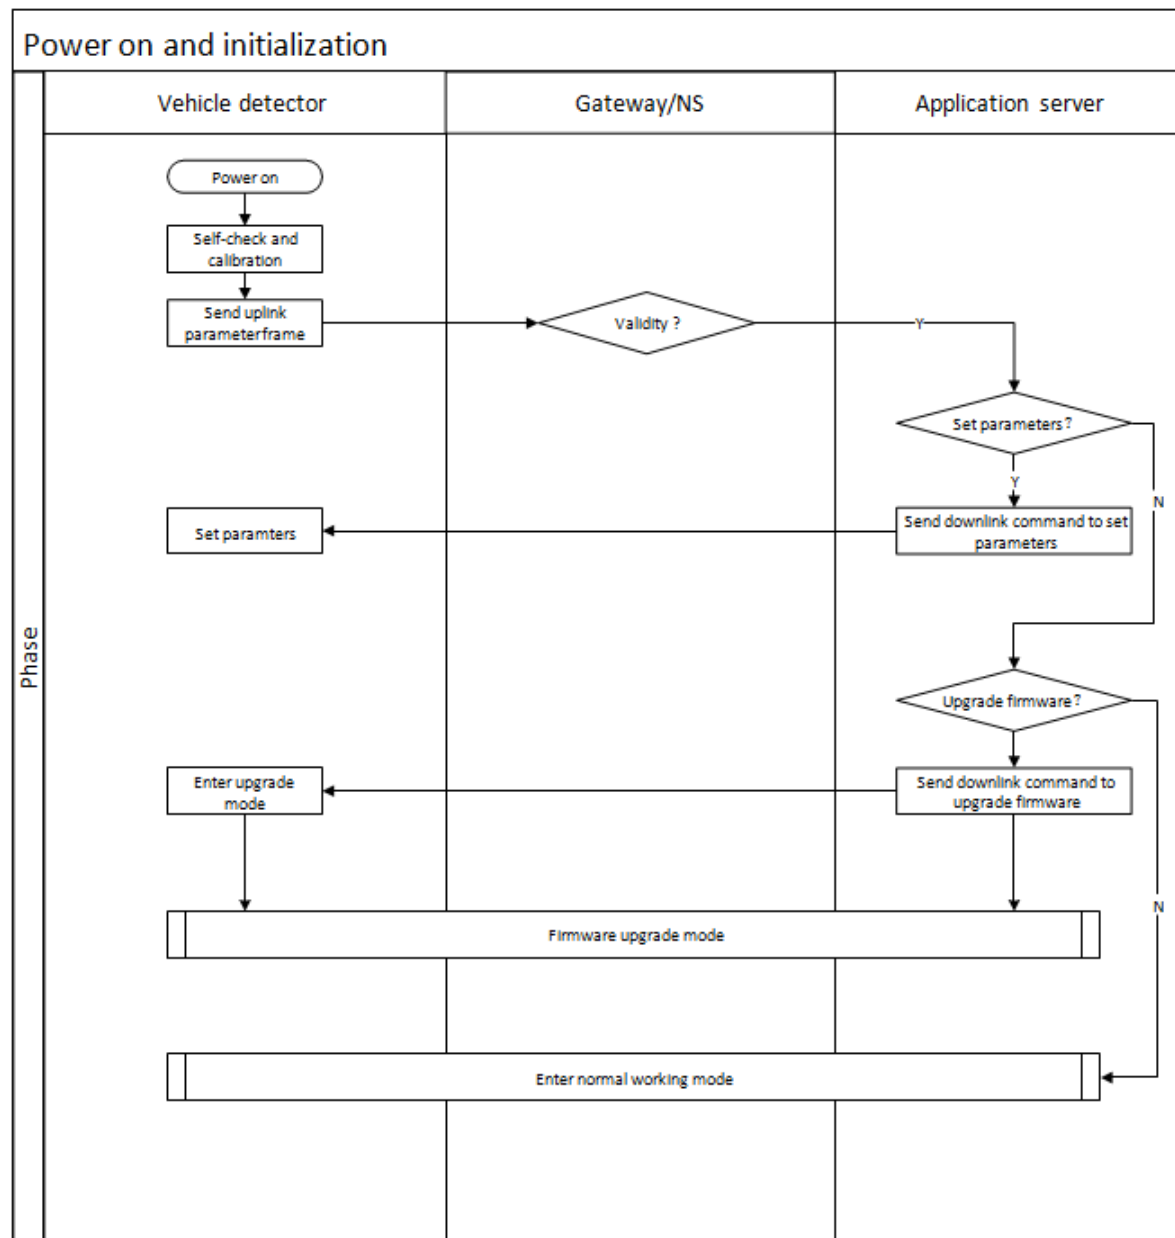 Power on and initialization
Vehicle detector
Gateway/NS
Application server
Phase
Power on
Self-check and
calibration
Send uplink
parameterframe
Validity ?
Y
Set parameters?
Y
N
Set paramters
Send downlink command to set
parameters
Upgrade firmware?
Enter upgrade
mode
Send downlink command to
upgrade firmware
N
Firmware upgrade mode
Enter normal working mode